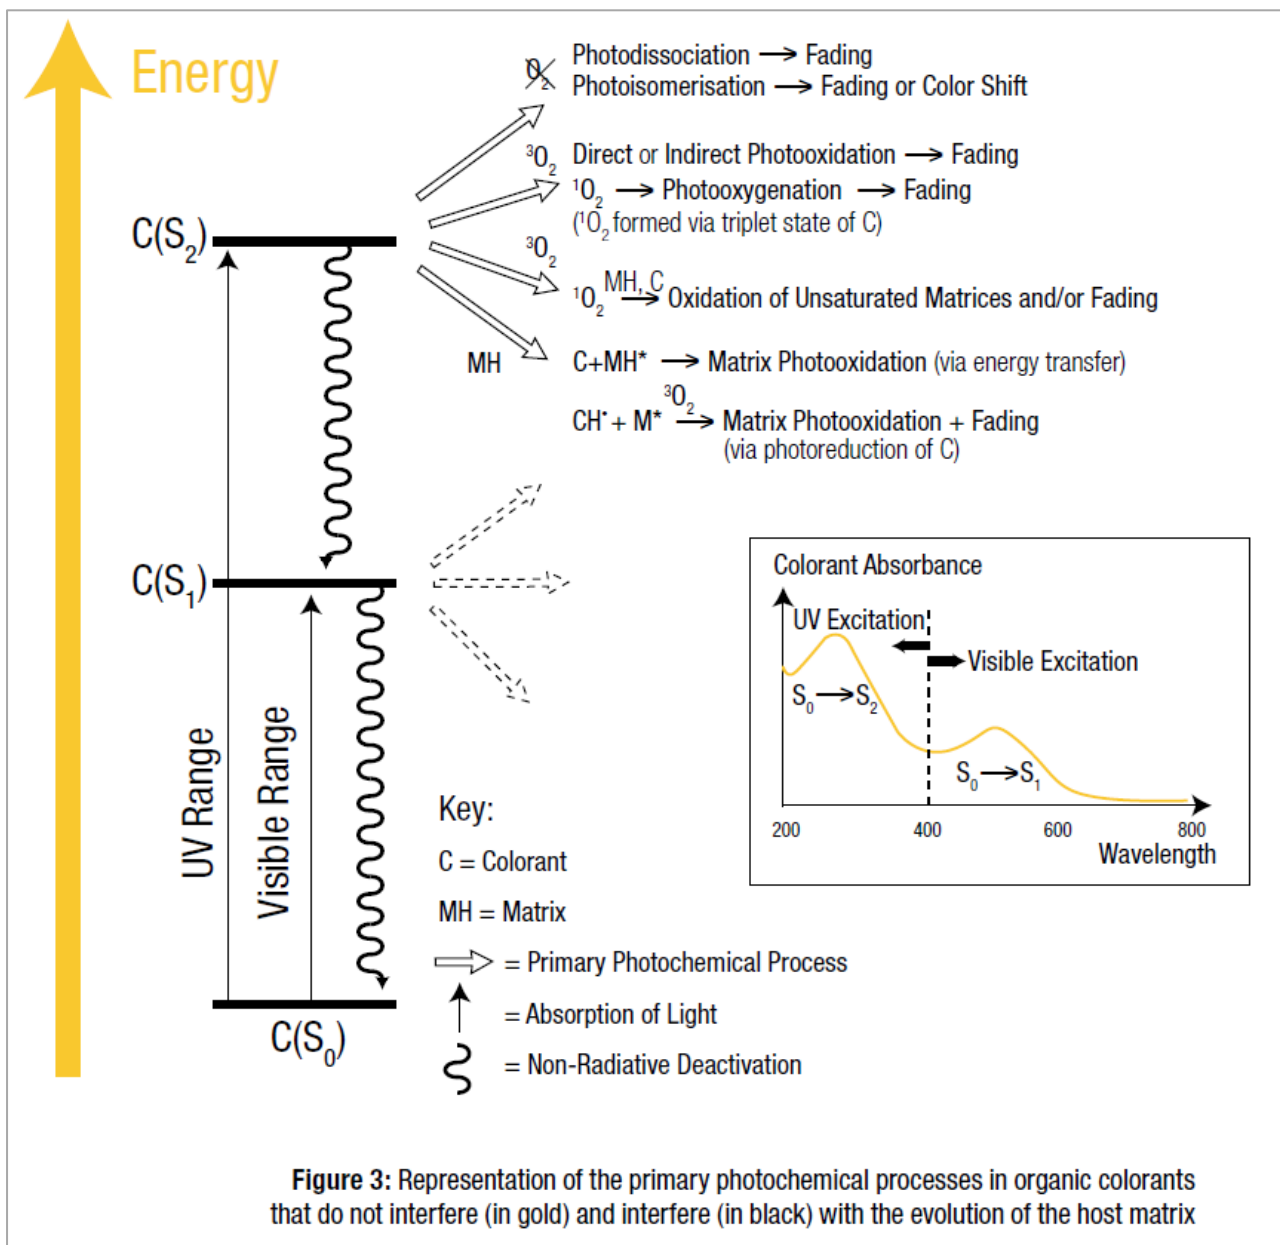 Energy
O₂
Photodissociation ⟶ Fading
Photoisomerisation ⟶ Fading or Color Shift
³O₂ Direct or Indirect Photooxidation ⟶ Fading
¹O₂ ⟶ Photooxygenation ⟶ Fading
(¹O₂ formed via triplet state of C)
C(S₂)
³O₂
MH, C
¹O₂ ⟶ Oxidation of Unsaturated Matrices and/or Fading
MH
C+MH* ⟶ Matrix Photooxidation (via energy transfer)
³O₂
CH• + M* ⟶ Matrix Photooxidation + Fading
(via photoreduction of C)
C(S₁)
UV Range
Visible Range
C(S₀)
Colorant Absorbance
UV Excitation
Visible Excitation
S₀ ⟶ S₂
S₀ ⟶ S₁
200 400 600 800
Wavelength
Key:
C = Colorant
MH = Matrix
= Primary Photochemical Process
= Absorption of Light
= Non-Radiative Deactivation
Figure 3: Representation of the primary photochemical processes in organic colorants
that do not interfere (in gold) and interfere (in black) with the evolution of the host matrix